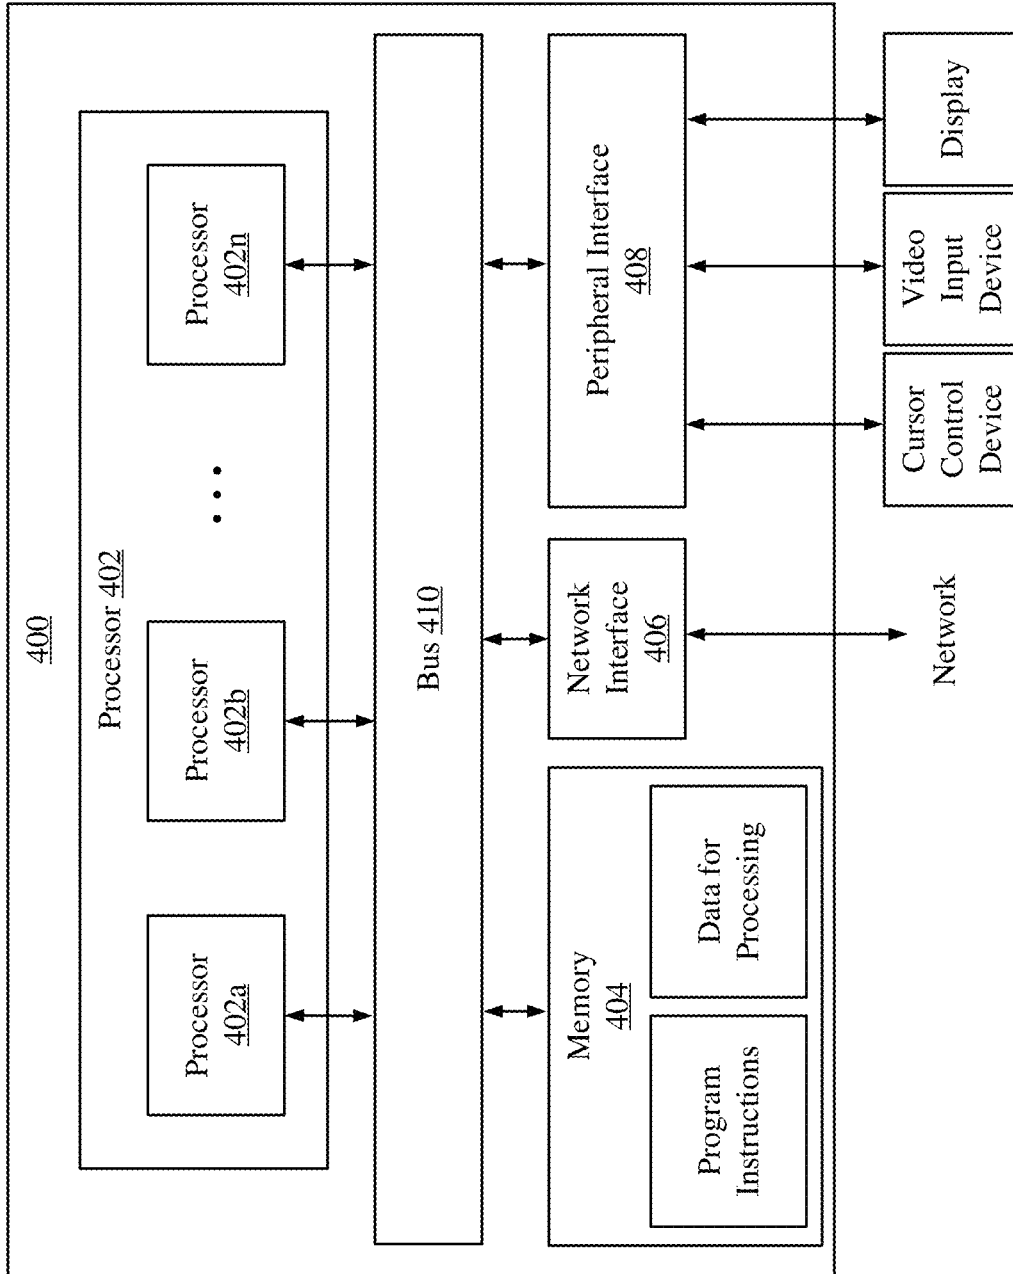 400
Processor 402
Processor
402a
Processor
402b
...
Processor
402n
Bus 410
Memory
404
Program
Instructions
Data for
Processing
Network
Interface
406
Peripheral Interface
408
Network
Cursor
Control
Device
Video
Input
Device
Display